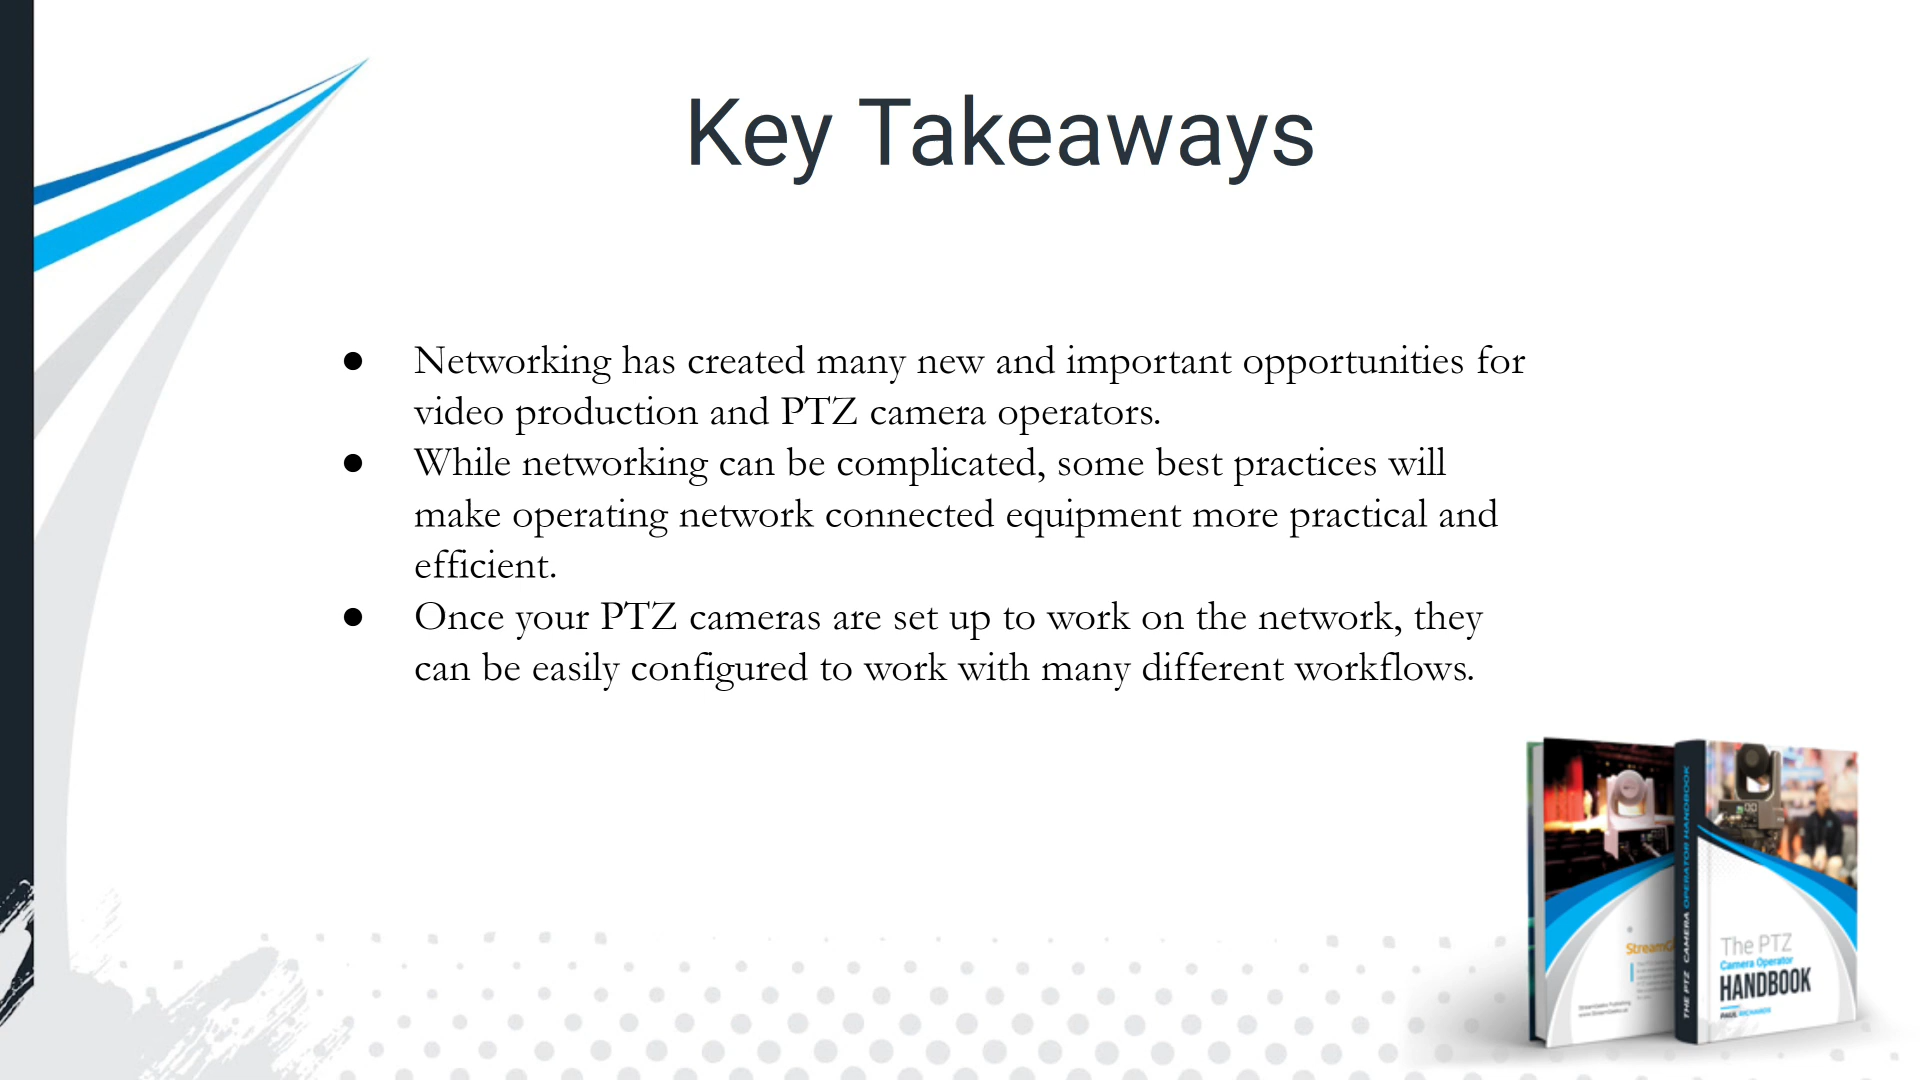 Key Takeaways
● Networking has created many new and important opportunities for
video production and PTZ camera operators.
● While networking can be complicated, some best practices will
make operating network connected equipment more practical and
efficient.
● Once your PTZ cameras are set up to work on the network, they
can be easily configured to work with many different workflows.
THE PTZ CAMERA OPERATOR HANDBOOK
The PTZ
Camera Operator
HANDBOOK
PAUL RICHARDS